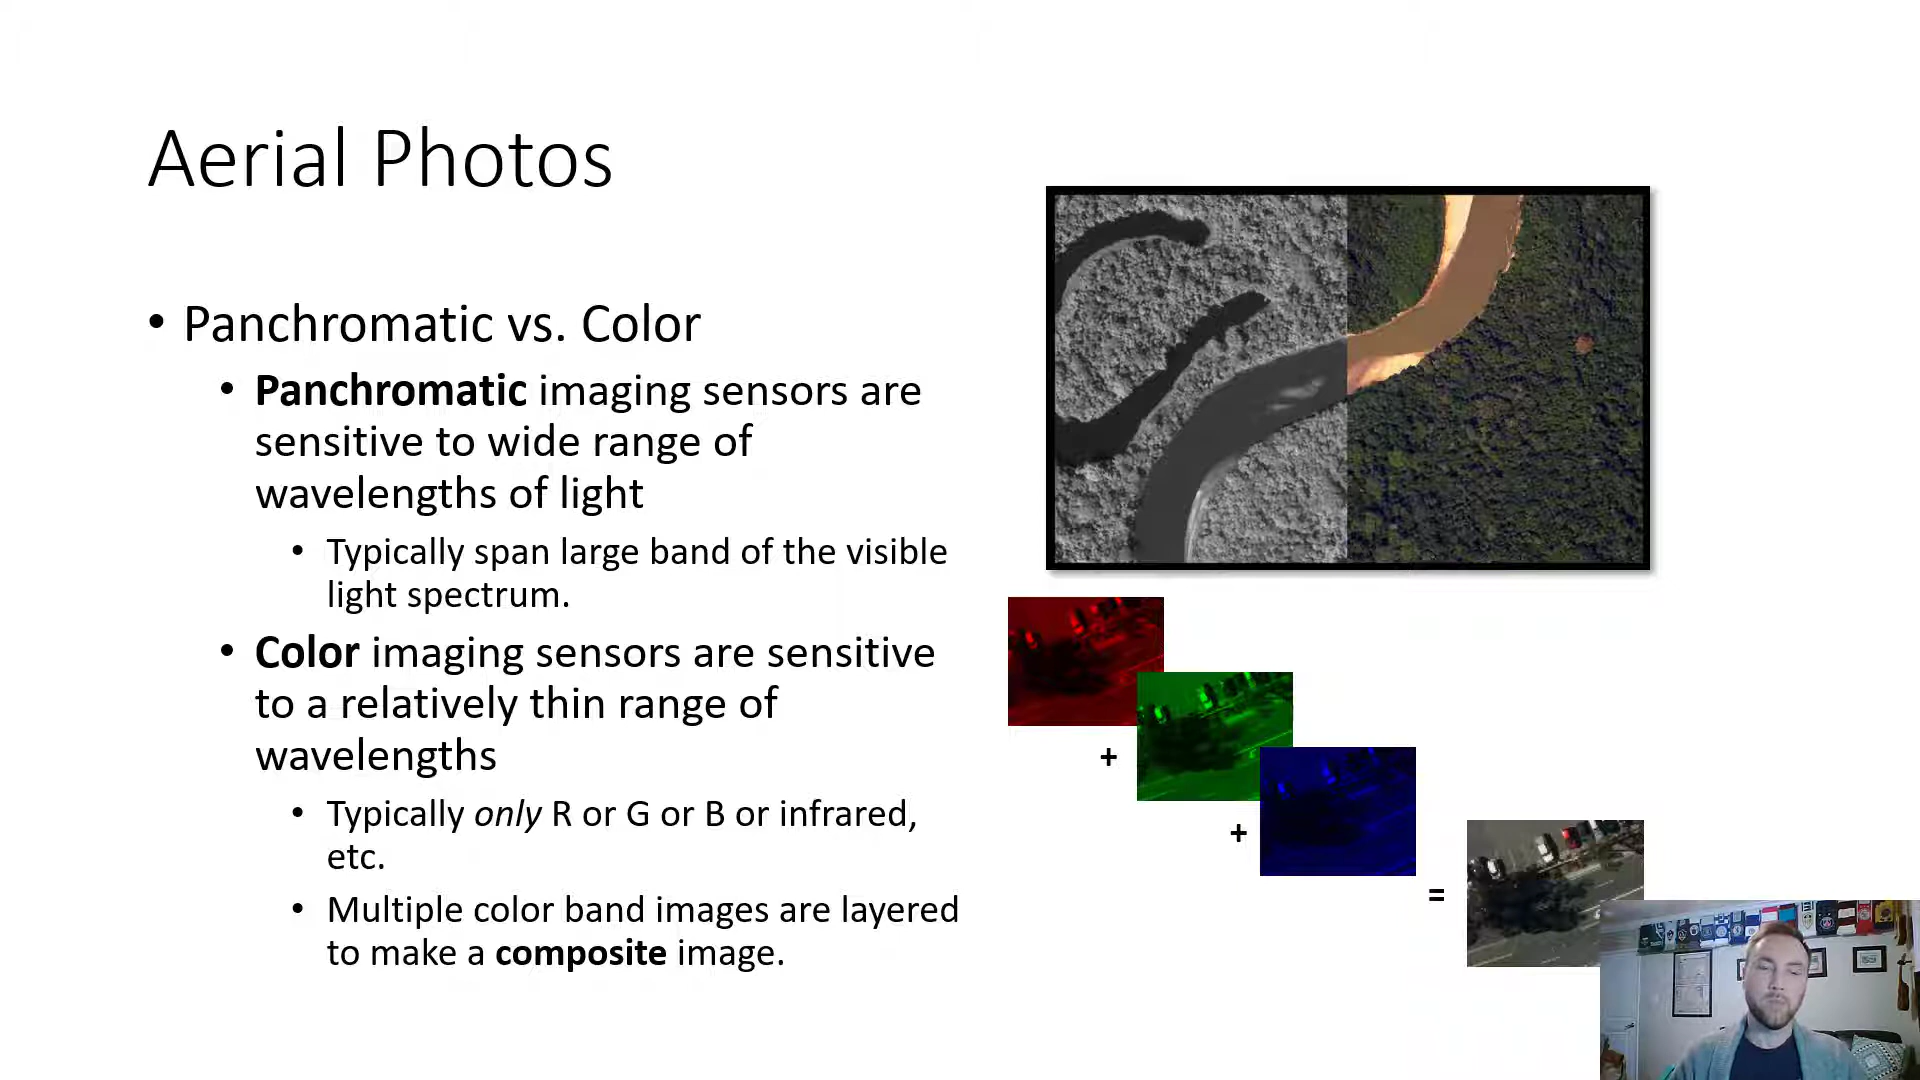 Aerial Photos
• Panchromatic vs. Color
• Panchromatic imaging sensors are
sensitive to wide range of
wavelengths of light
• Typically span large band of the visible
light spectrum.
• Color imaging sensors are sensitive
to a relatively thin range of
wavelengths
• Typically only R or G or B or infrared,
etc.
• Multiple color band images are layered
to make a composite image.
+
+
=